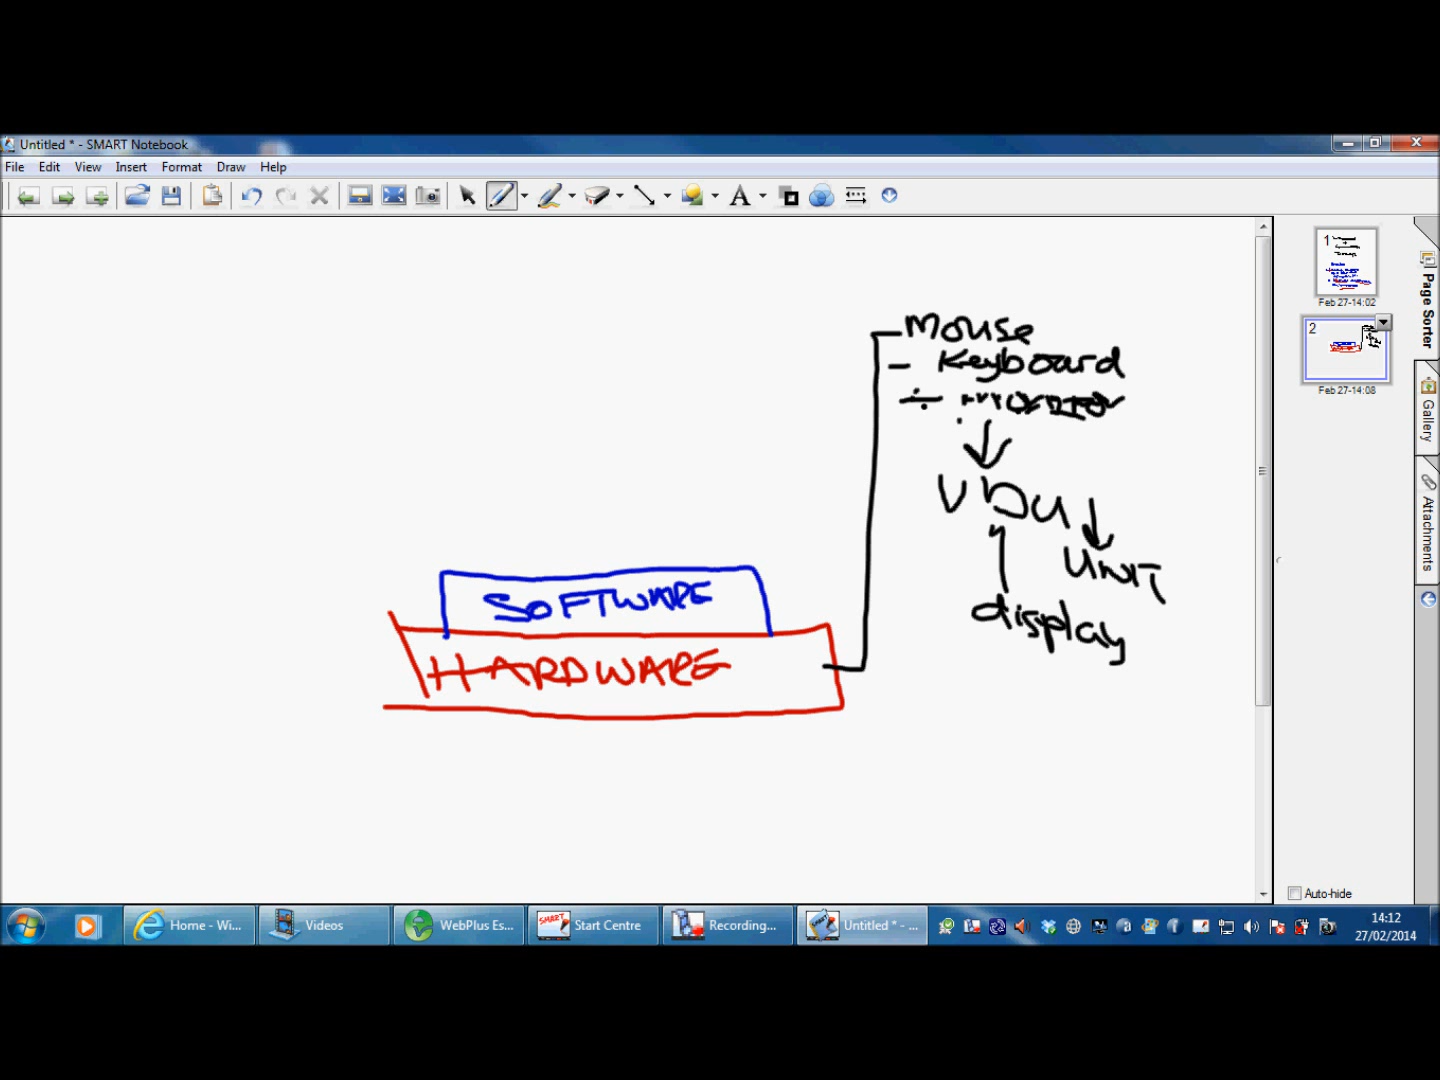 Untitled * - SMART Notebook
File Edit View Insert Format Draw Help
1
Feb 27-14:02
2
Feb 27-14:08
Page Sorter
Gallery
Attachments
Mouse
- Keyboard
VDU
UNIT
display
SOFTWARE
HARDWARE
Auto-hide
Home - Wi...
Videos
WebPlus Es...
Start Centre
Recording...
Untitled * - ...
14:12
27/02/2014